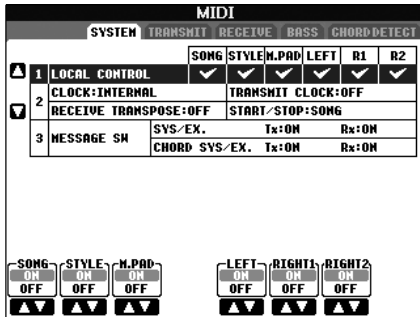 MIDI
SYSTEM TRANSMIT RECEIVE BASS CHORD DETECT
SONG STYLE M.PAD LEFT R1 R2
1 LOCAL CONTROL
2 CLOCK:INTERNAL TRANSMIT CLOCK:OFF
RECEIVE TRANSPOSE:OFF START/STOP:SONG
3 MESSAGE SW SYS/EX. Tx:ON Rx:ON
CHORD SYS/EX. Tx:ON Rx:ON
SONG STYLE M.PAD LEFT RIGHT1 RIGHT2
ON ON ON ON ON ON
OFF OFF OFF OFF OFF OFF